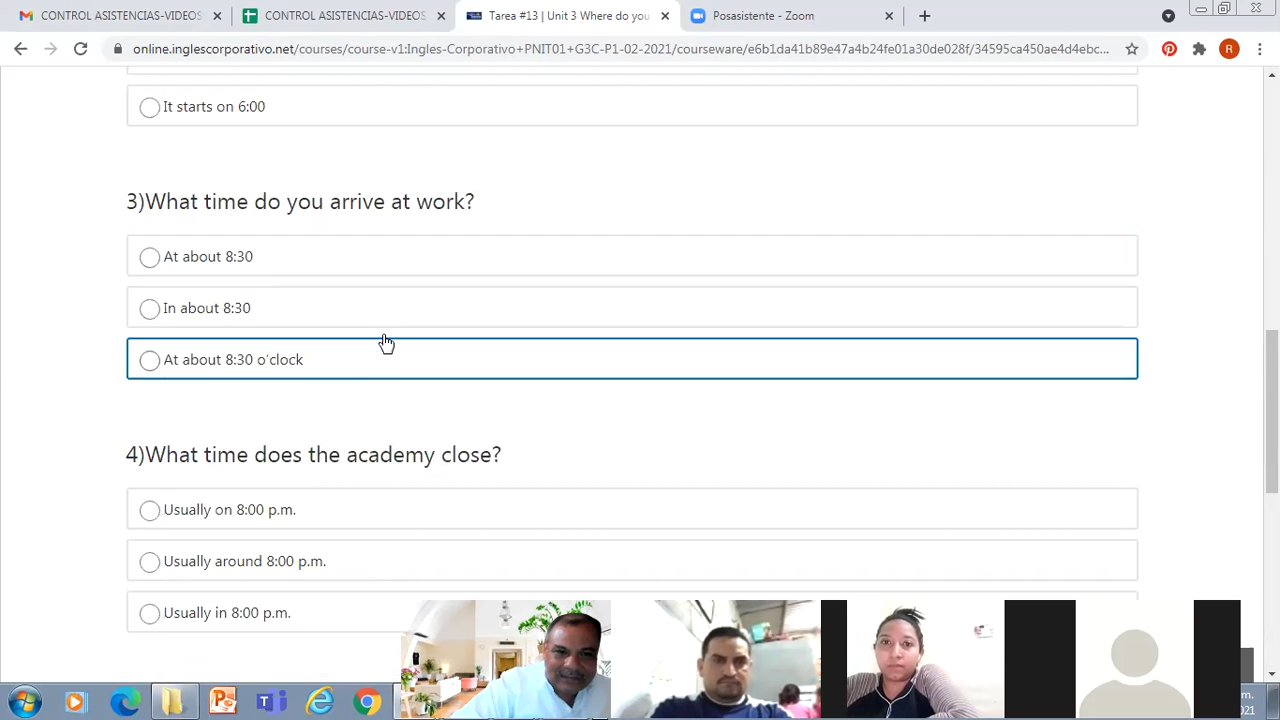 CONTROL ASISTENCIAS-VIDEOS
CONTROL ASISTENCIAS-VIDEOS
Tarea #13 | Unit 3 Where do you
Posasistente - Zoom
online.inglescorporativo.net/courses/course-v1:Ingles-Corporativo+PNIT01+G3C-P1-02-2021/courseware/e6b1da41b89e47a4b24fe01a30de028f/34595ca450ae4d4ebc...
R
It starts on 6:00
3)What time do you arrive at work?
At about 8:30
In about 8:30
At about 8:30 o'clock
4)What time does the academy close?
Usually on 8:00 p.m.
Usually around 8:00 p.m.
Usually in 8:00 p.m.
m.
2021